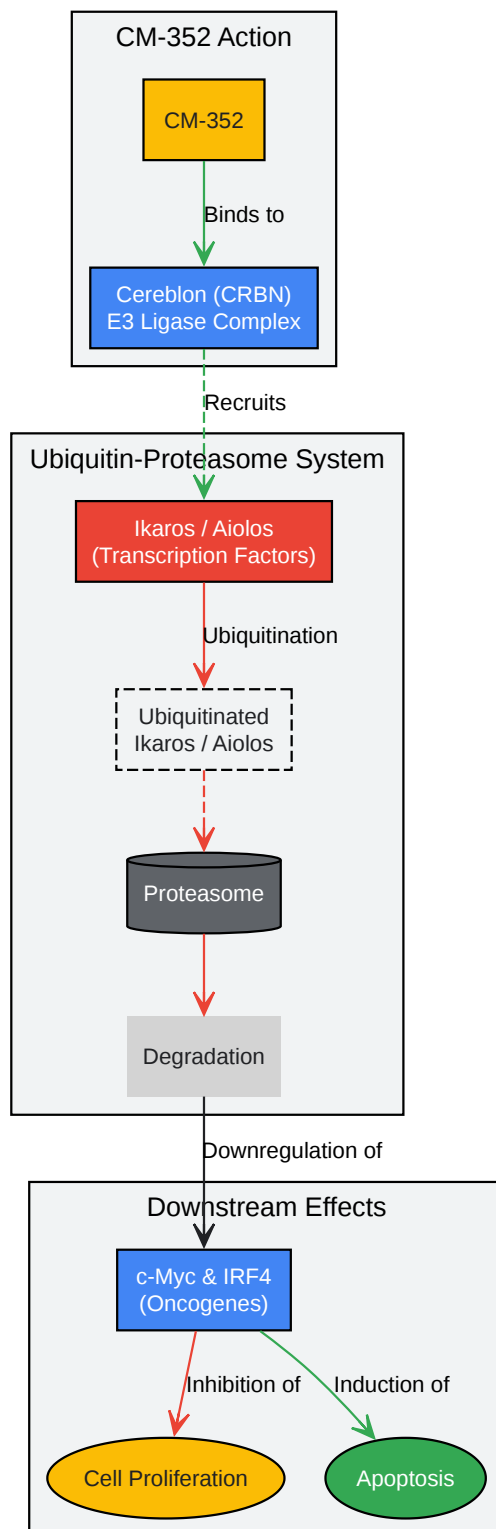 CM-352 Action
CM-352
Binds to
Cereblon (CRBN)
E3 Ligase Complex
Recruits
Ubiquitin-Proteasome System
Ikaros / Aiolos
(Transcription Factors)
Ubiquitination
Ubiquitinated
Ikaros / Aiolos
Proteasome
Degradation
Downregulation of
Downstream Effects
c-Myc & IRF4
(Oncogenes)
Inhibition of
Induction of
Cell Proliferation
Apoptosis